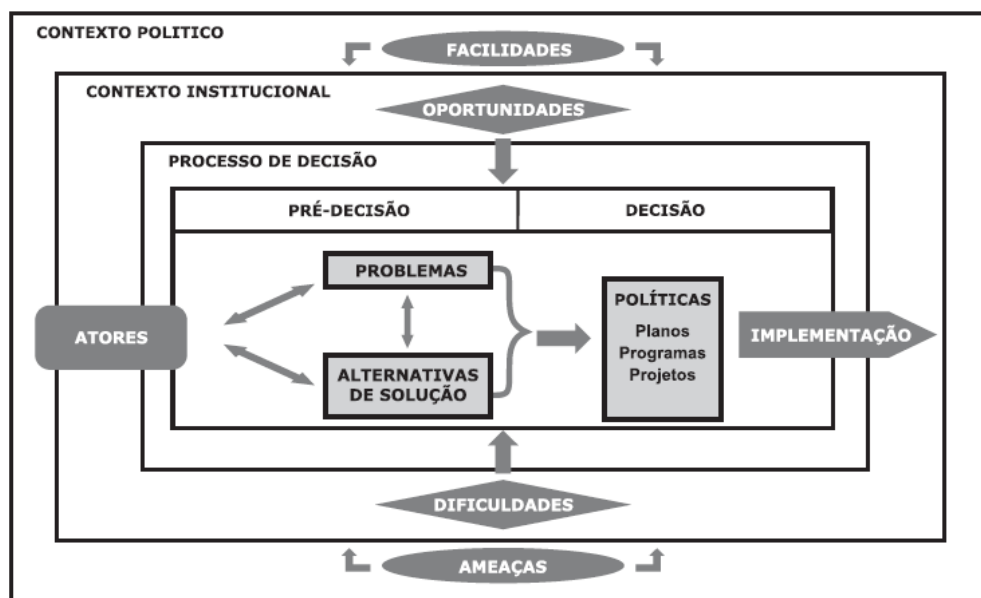 CONTEXTO POLITICO
FACILIDADES
CONTEXTO INSTITUCIONAL
OPORTUNIDADES
PROCESSO DE DECISÃO
PRÉ-DECISÃO
DECISÃO
PROBLEMAS
ATORES
ALTERNATIVAS
DE SOLUÇÃO
POLÍTICAS
Planos
Programas
Projetos
IMPLEMENTAÇÃO
DIFICULDADES
AMEAÇAS